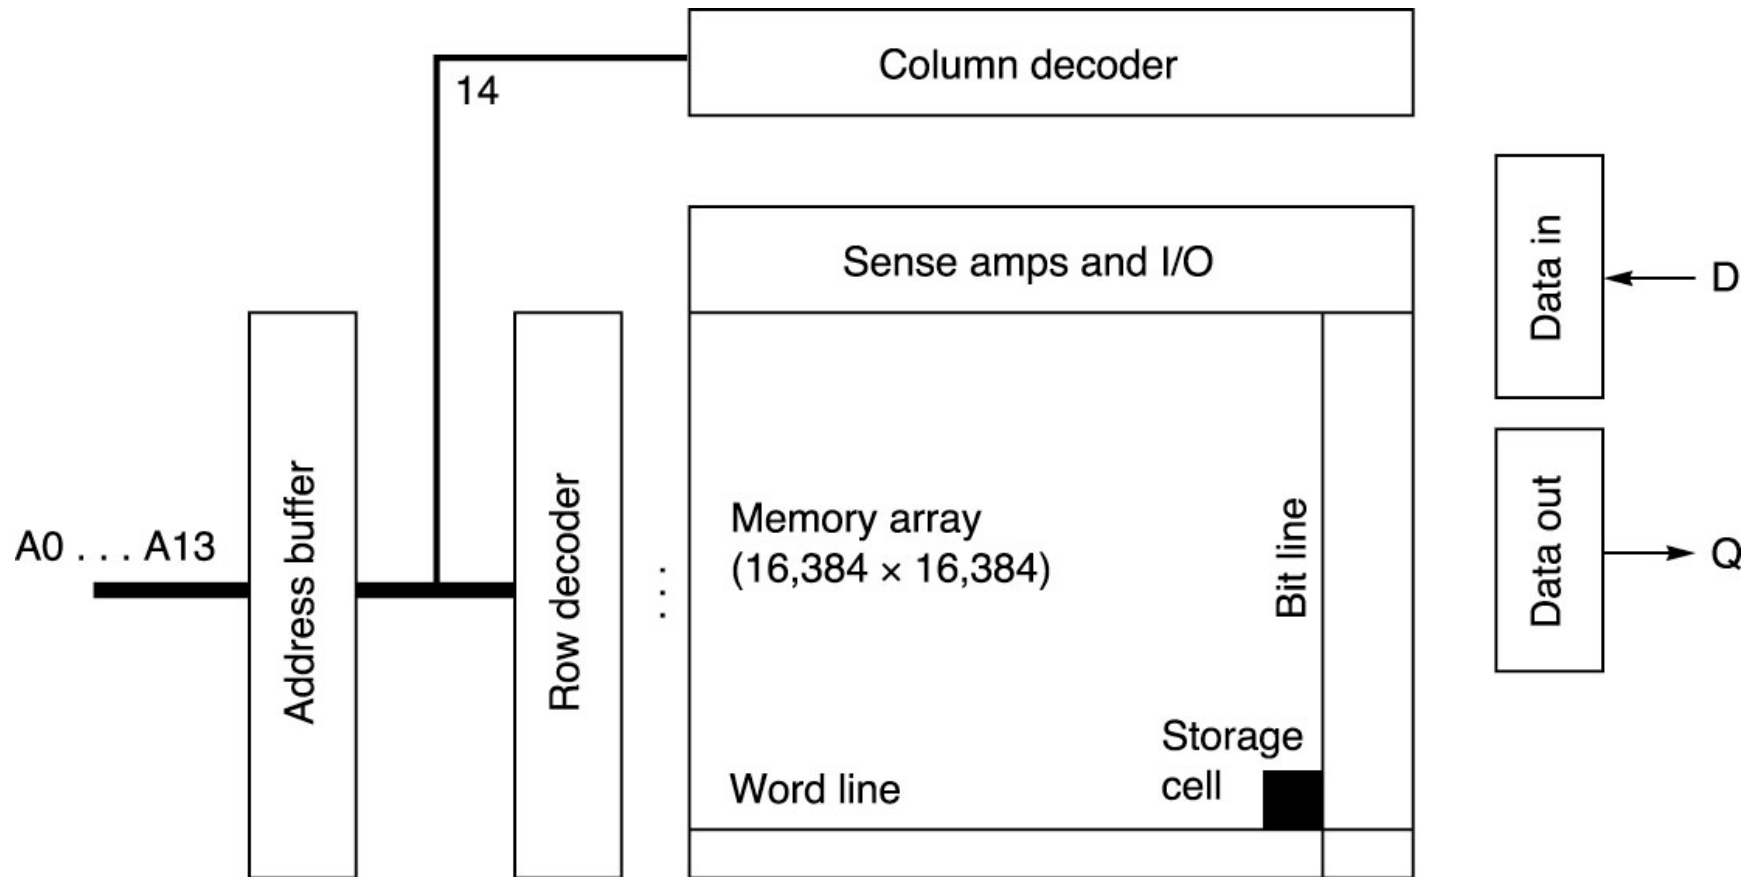 Column decoder
14
Sense amps and I/O
Data in
D
A0 . . . A13
Address buffer
Row decoder
. . .
Memory array
(16,384 × 16,384)
Bit line
Data out
Q
Storage
cell
Word line